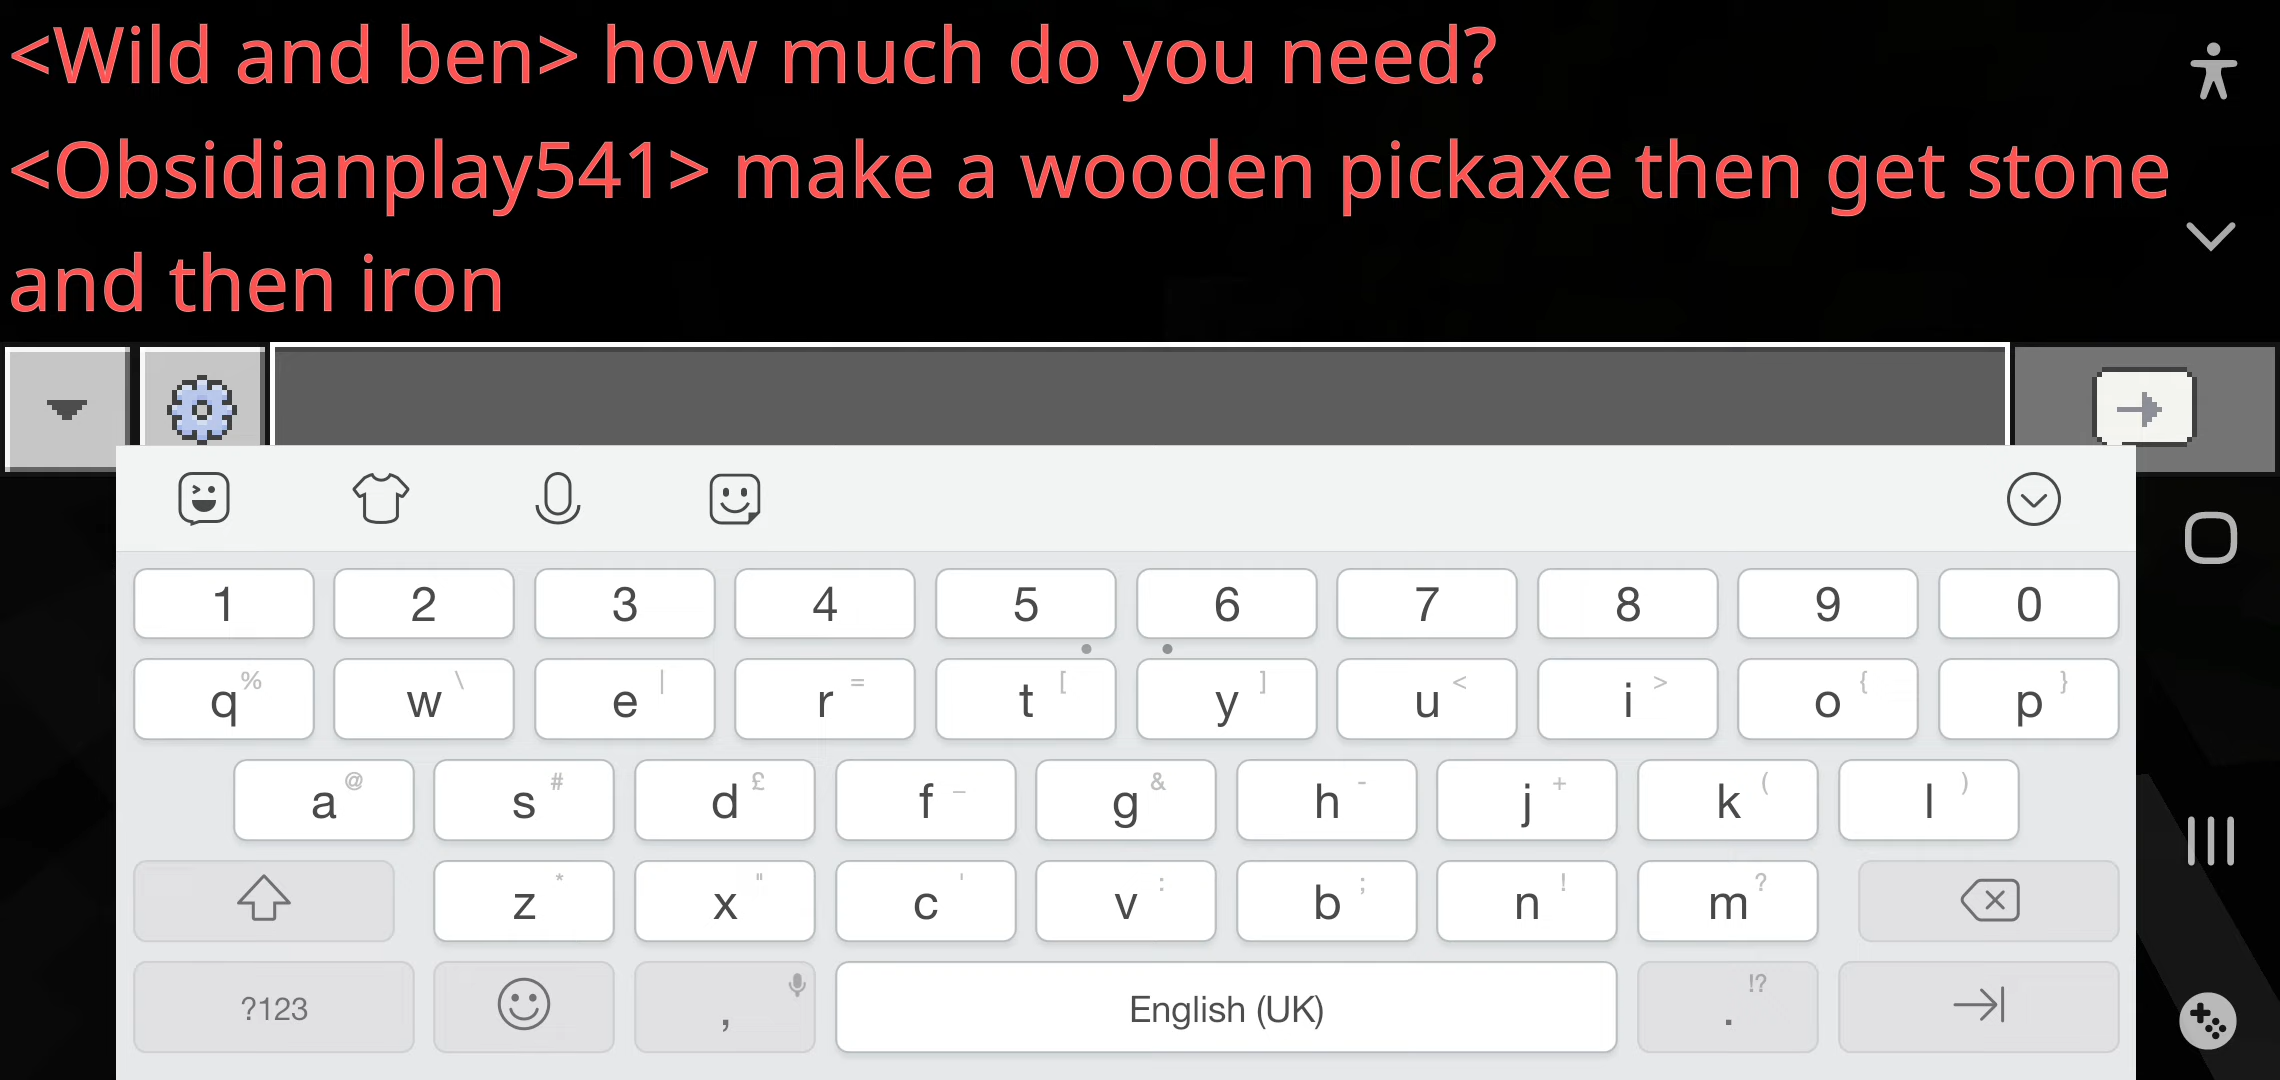 <Wild and ben> how much do you need?
<Obsidianplay541> make a wooden pickaxe then get stone
and then iron
1 2 3 4 5 6 7 8 9 0
q % w \ e | r = t [ y ] u < i > o { p }
a @ s # d £ f _ g & h - j + k ( l )
z * x " c ' v : b ; n ! m ?
?123 , English (UK) . !?